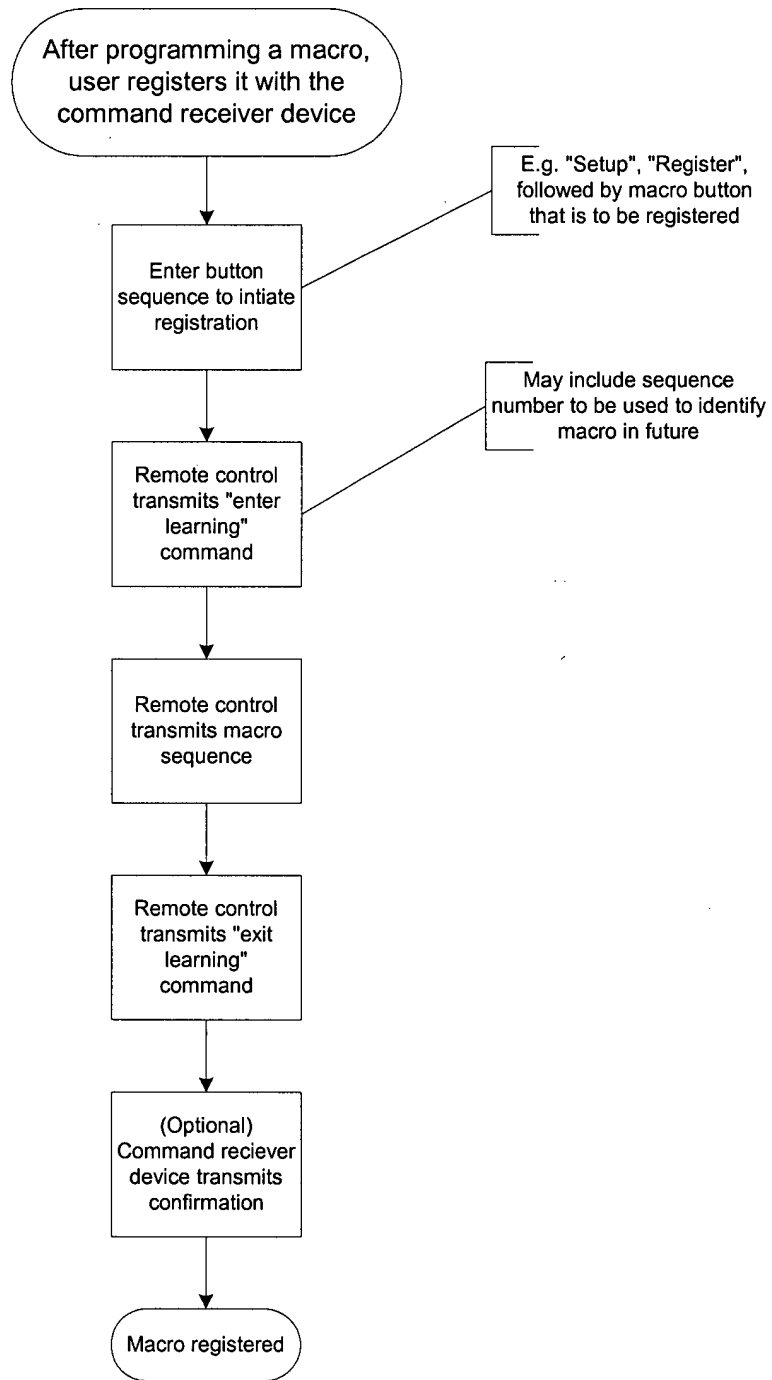 After programming a macro,
user registers it with the
command receiver device
E.g. "Setup", "Register",
followed by macro button
that is to be registered
Enter button
sequence to intiate
registration
May include sequence
number to be used to identify
macro in future
Remote control
transmits "enter
learning"
command
Remote control
transmits macro
sequence
Remote control
transmits "exit
learning"
command
(Optional)
Command reciever
device transmits
confirmation
Macro registered